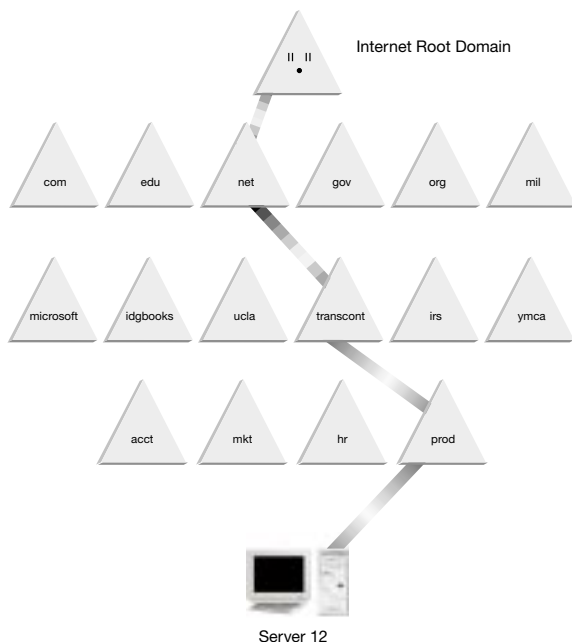 Internet Root Domain
" "
.
com edu net gov org mil
microsoft idgbooks ucla transcont irs ymca
acct mkt hr prod
Server 12